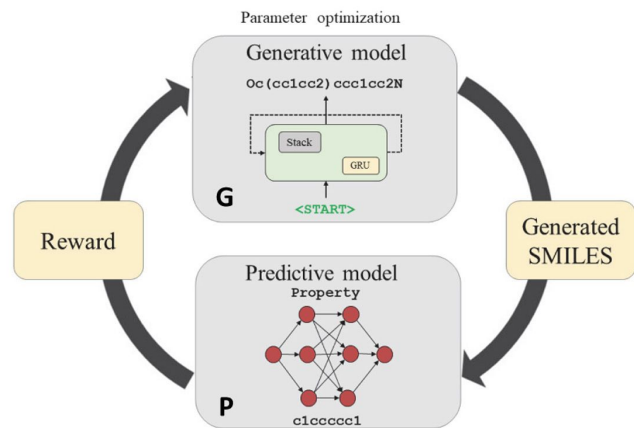 Parameter optimization
Generative model
Oc(cc1cc2)ccc1cc2N
Stack
GRU
G
<START>
Reward
Generated
SMILES
Predictive model
Property
P
c1ccccc1